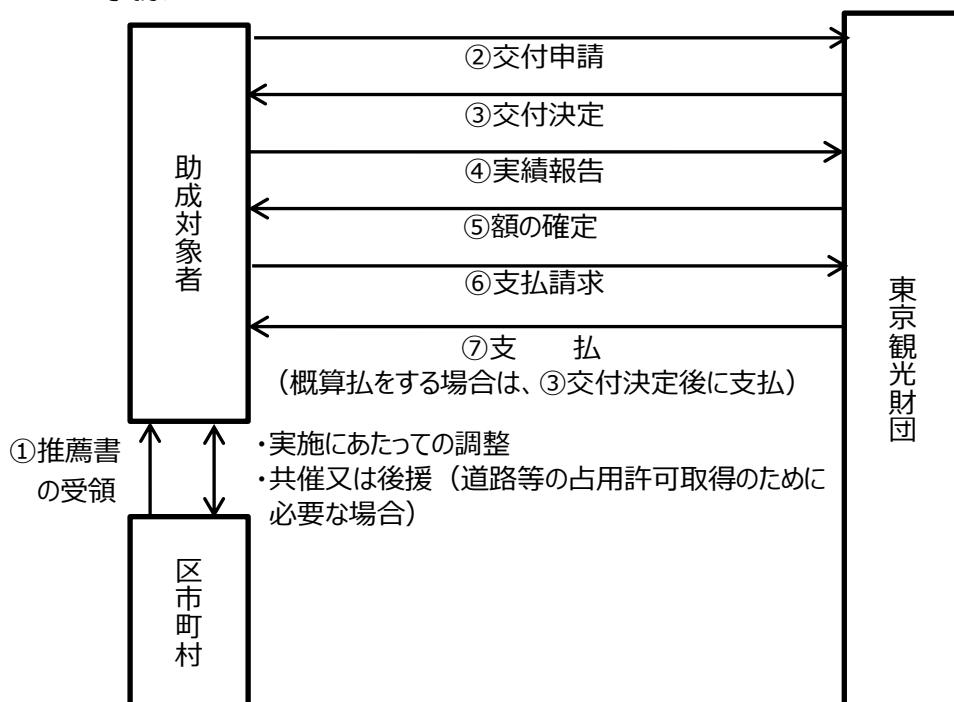 ②交付申請
③交付決定
④実績報告
⑤額の確定
⑥支払請求
⑦支　　払
（概算払をする場合は、③交付決定後に支払）
助成対象者
東京観光財団
①推薦書
の受領
・実施にあたっての調整
・共催又は後援（道路等の占用許可取得のために
必要な場合）
区市町村